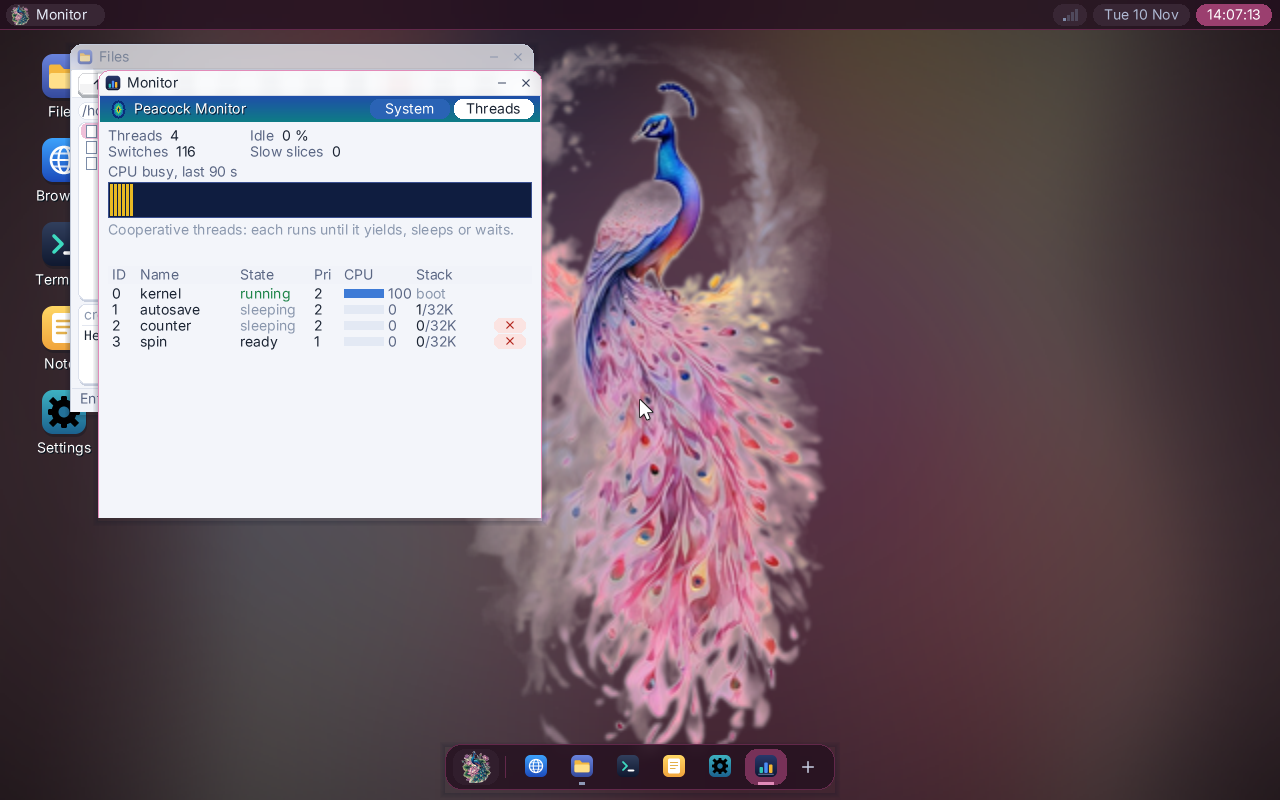 Monitor
Tue 10 Nov
14:07:13
Files
Monitor
Peacock Monitor
System
Threads
Threads 4
Idle 0 %
Switches 116
Slow slices 0
CPU busy, last 90 s
Cooperative threads: each runs until it yields, sleeps or waits.
ID Name State Pri CPU Stack
0 kernel running 2 100 boot
1 autosave sleeping 2 0 1/32K
2 counter sleeping 2 0 0/32K
3 spin ready 1 0 0/32K
Settings